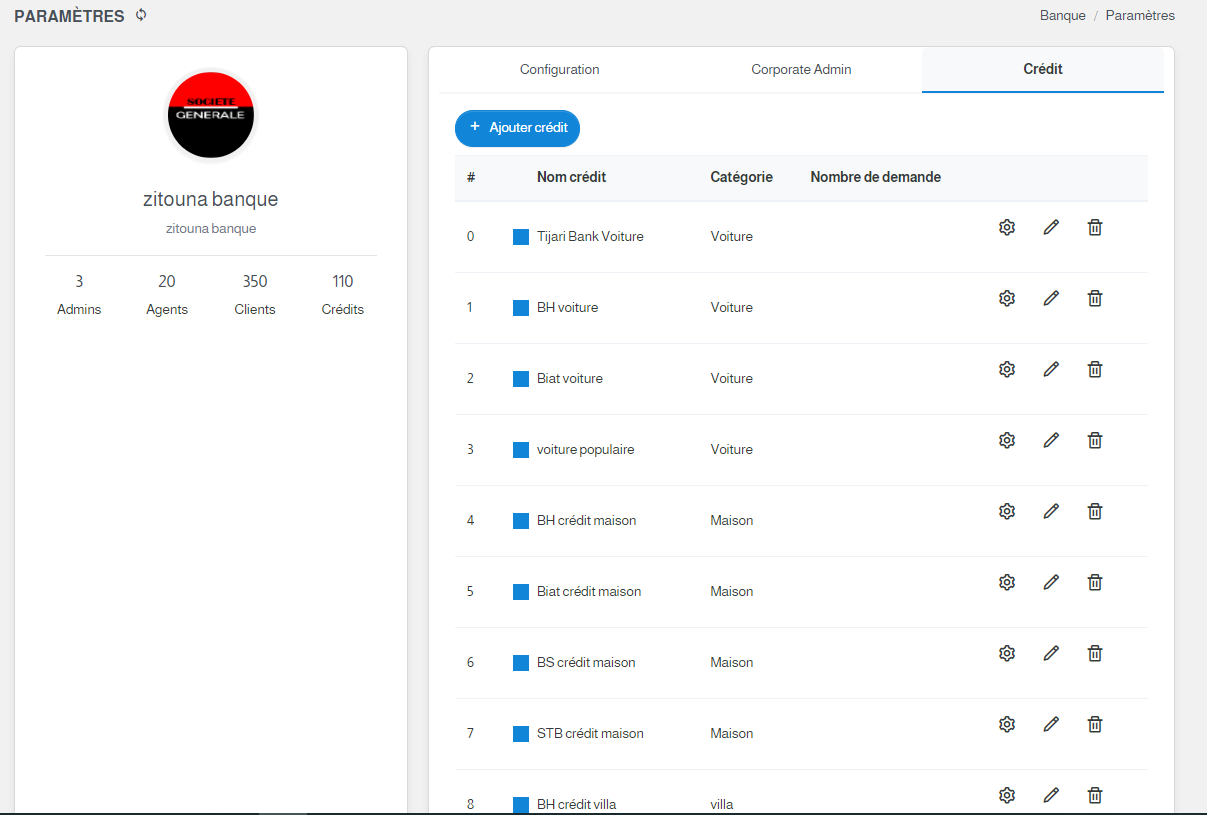 PARAMÈTRES
Banque / Paramètres
SOCIETE
GENERALE
zitouna banque
zitouna banque
3 20 350 110
Admins Agents Clients Crédits
Configuration Corporate Admin Crédit
+ Ajouter crédit
# Nom crédit Catégorie Nombre de demande
0 Tijari Bank Voiture Voiture
1 BH voiture Voiture
2 Biat voiture Voiture
3 voiture populaire Voiture
4 BH crédit maison Maison
5 Biat crédit maison Maison
6 BS crédit maison Maison
7 STB crédit maison Maison
8 BH crédit villa villa